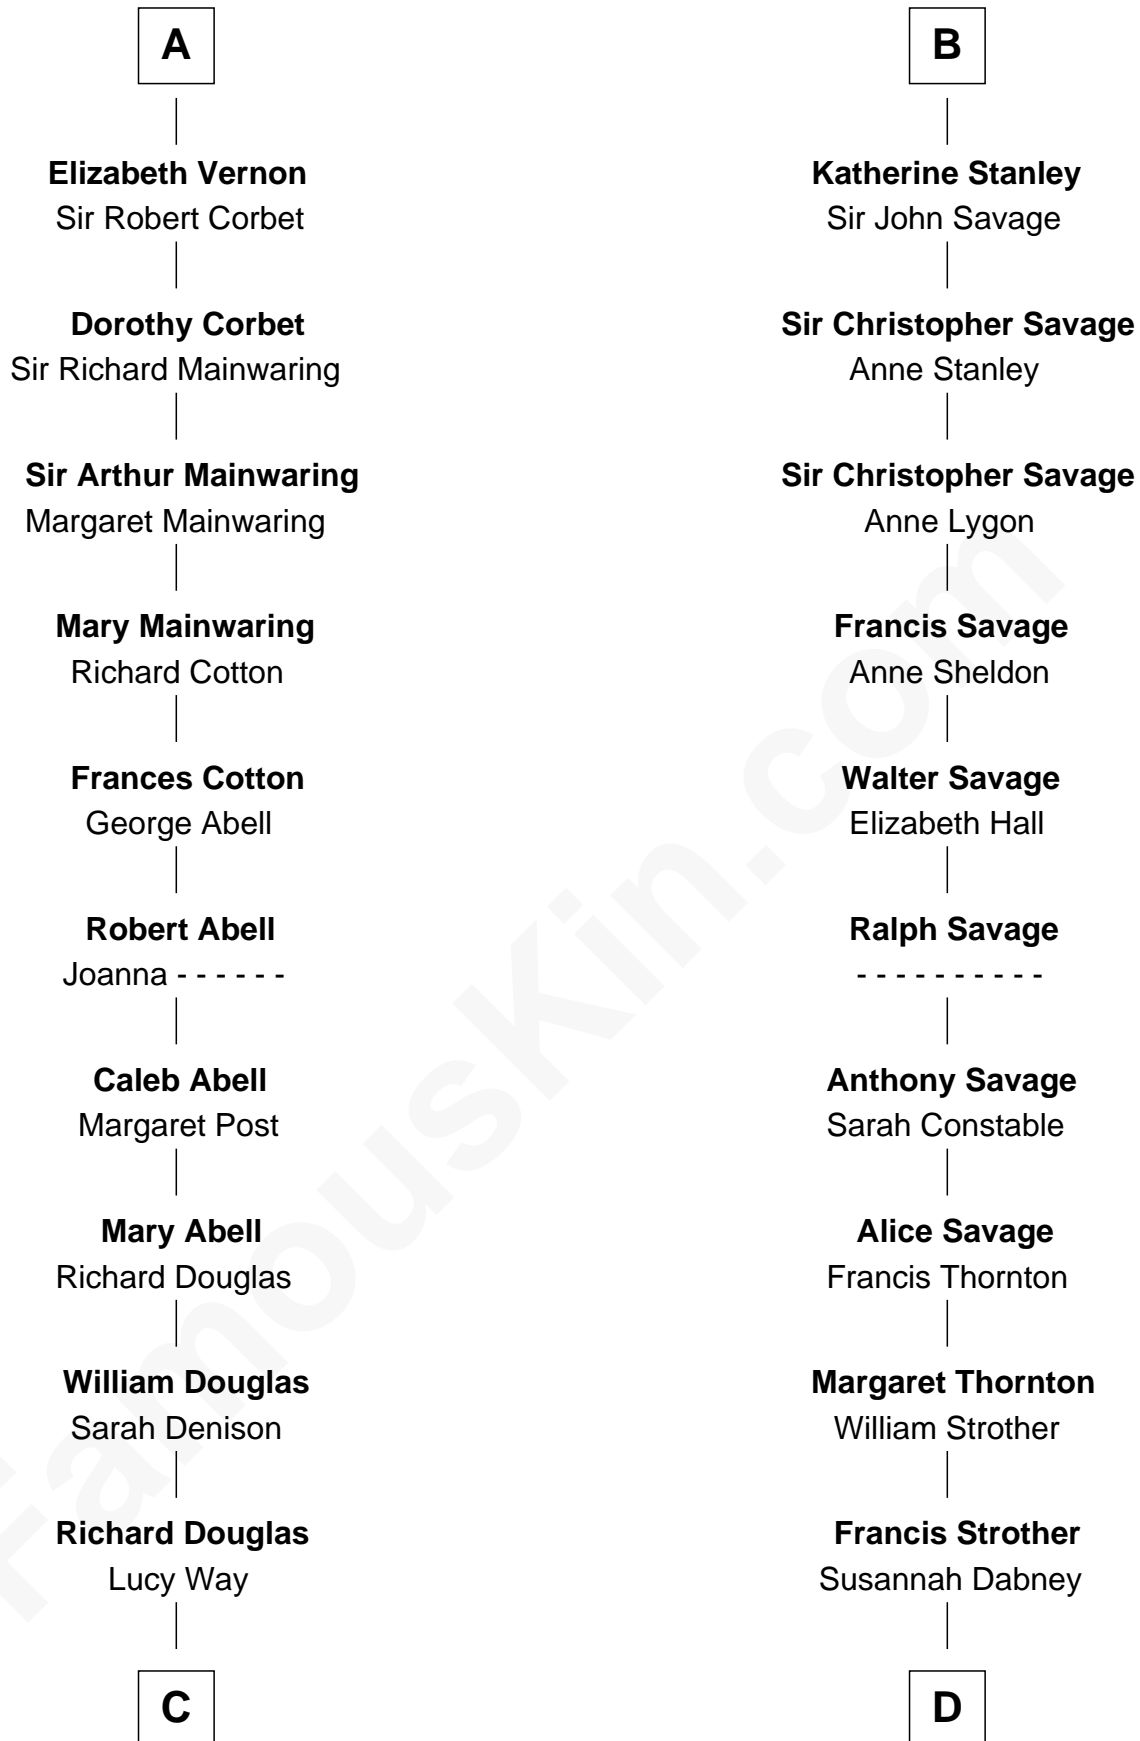 A
Elizabeth Vernon
Sir Robert Corbet
Dorothy Corbet
Sir Richard Mainwaring
Sir Arthur Mainwaring
Margaret Mainwaring
Mary Mainwaring
Richard Cotton
Frances Cotton
George Abell
Robert Abell
Joanna - - - - - -
Caleb Abell
Margaret Post
Mary Abell
Richard Douglas
William Douglas
Sarah Denison
Richard Douglas
Lucy Way
C
B
Katherine Stanley
Sir John Savage
Sir Christopher Savage
Anne Stanley
Sir Christopher Savage
Anne Lygon
Francis Savage
Anne Sheldon
Walter Savage
Elizabeth Hall
Ralph Savage
- - - - - - - - - -
Anthony Savage
Sarah Constable
Alice Savage
Francis Thornton
Margaret Thornton
William Strother
Francis Strother
Susannah Dabney
D
FamousKin.com